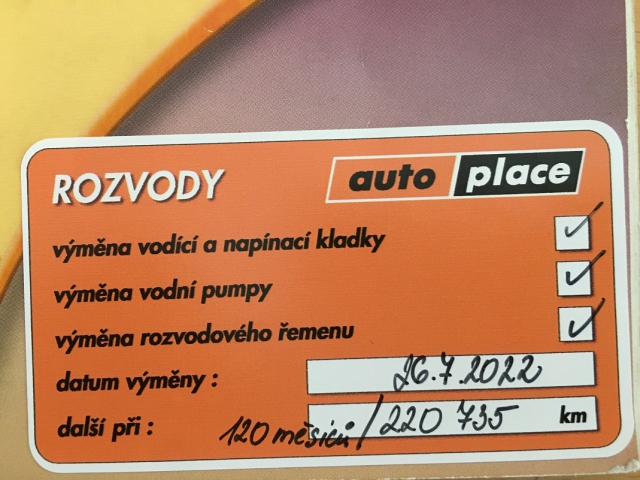 ROZVODY auto place
výměna vodící a napínací kladky
výměna vodní pumpy
výměna rozvodového řemenu
datum výměny : 26.7.2022
další při : 120 měsíců / 220 735 km